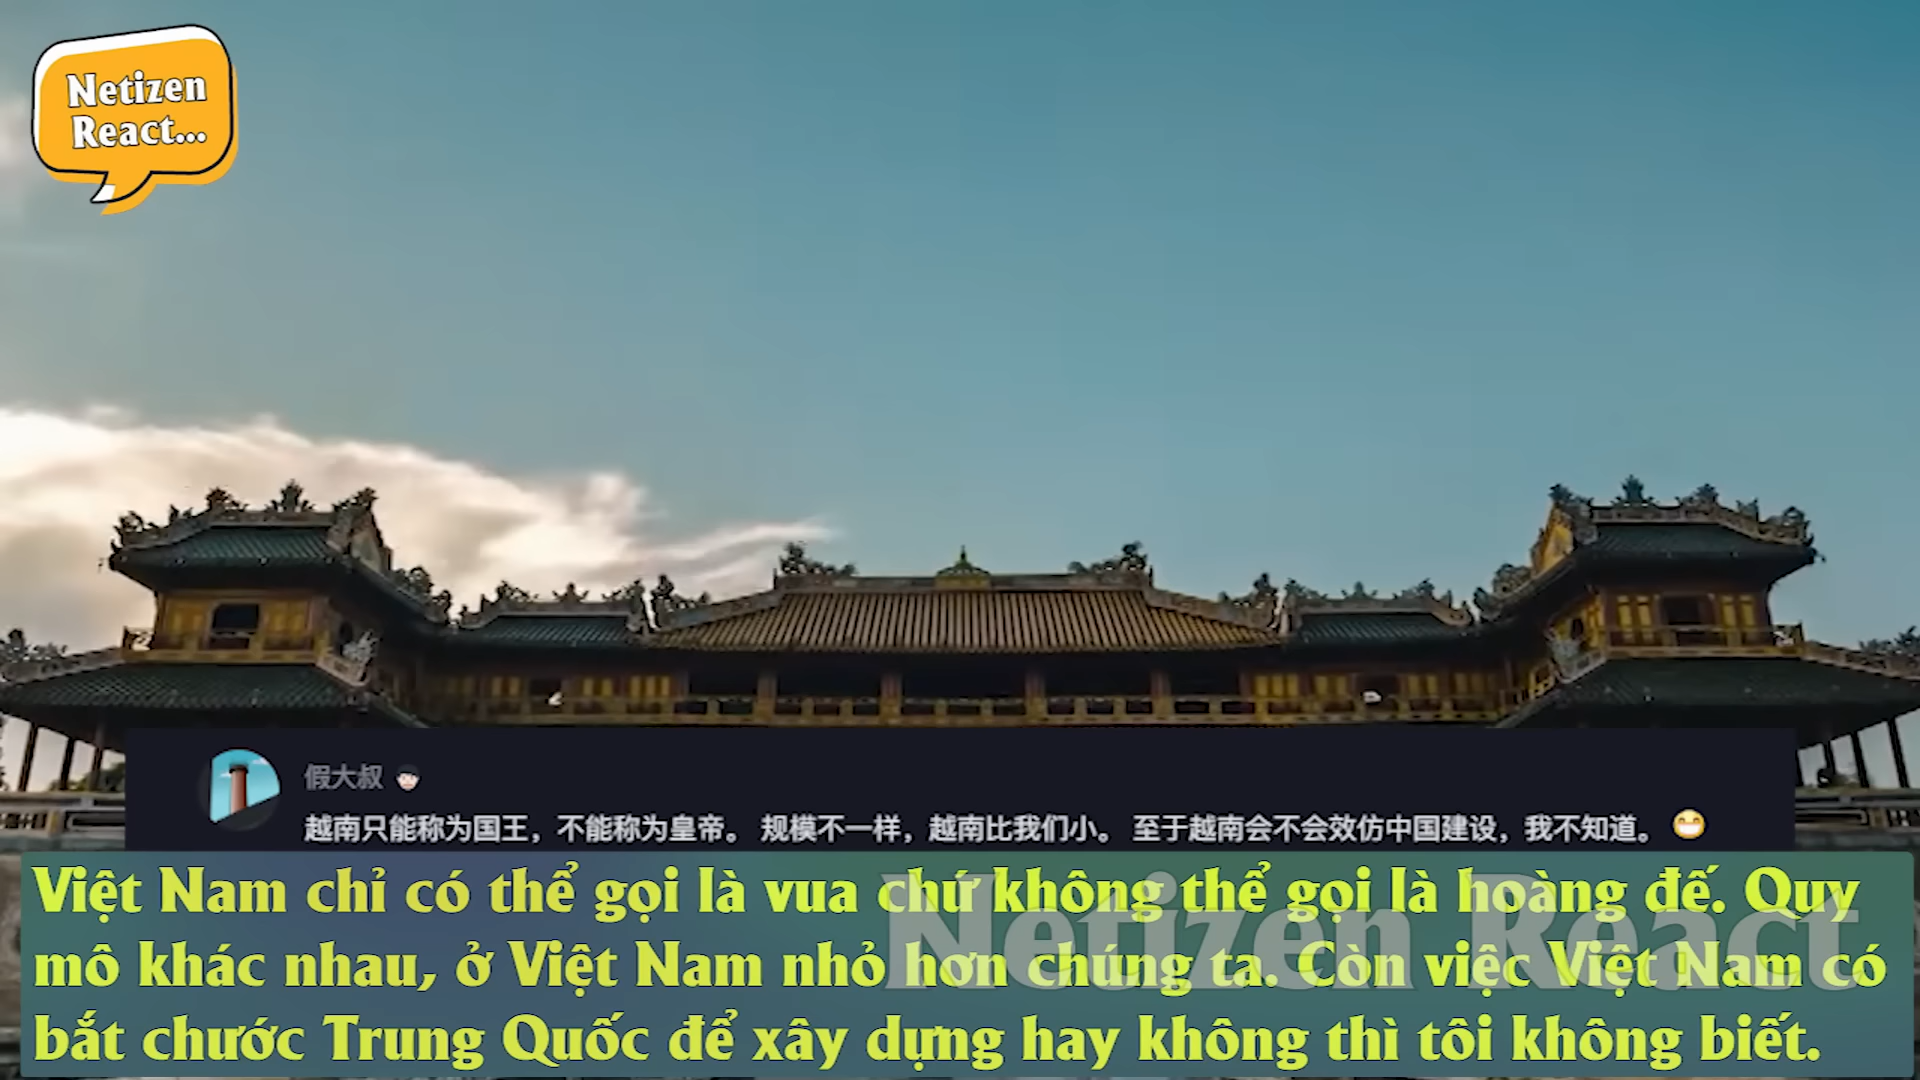 Netizen
React...
假大叔
越南只能称为国王，不能称为皇帝。 规模不一样，越南比我们小。 至于越南会不会效仿中国建设，我不知道。
Việt Nam chỉ có thể gọi là vua chứ không thể gọi là hoàng đế. Quy
mô khác nhau, ở Việt Nam nhỏ hơn chúng ta. Còn việc Việt Nam có
bắt chước Trung Quốc để xây dựng hay không thì tôi không biết.
Netizen React